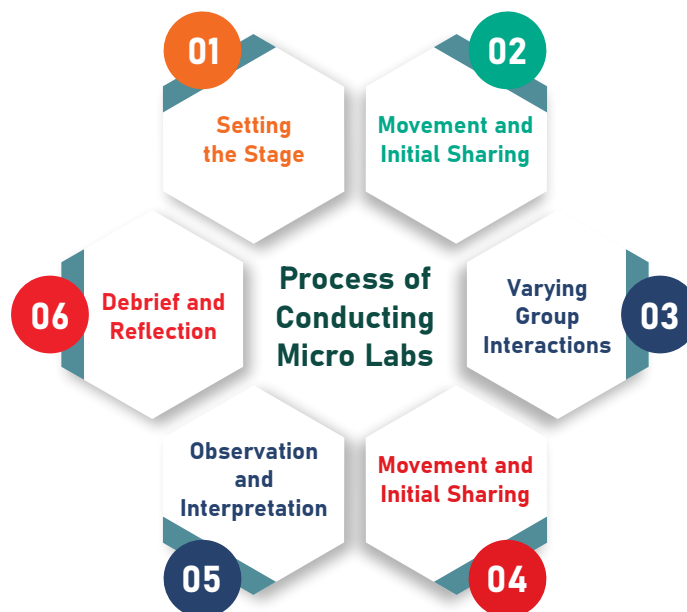 Process of
Conducting
Micro Labs
01
Setting
the Stage
02
Movement and
Initial Sharing
03
Varying
Group
Interactions
04
Movement and
Initial Sharing
05
Observation
and
Interpretation
06
Debrief and
Reflection